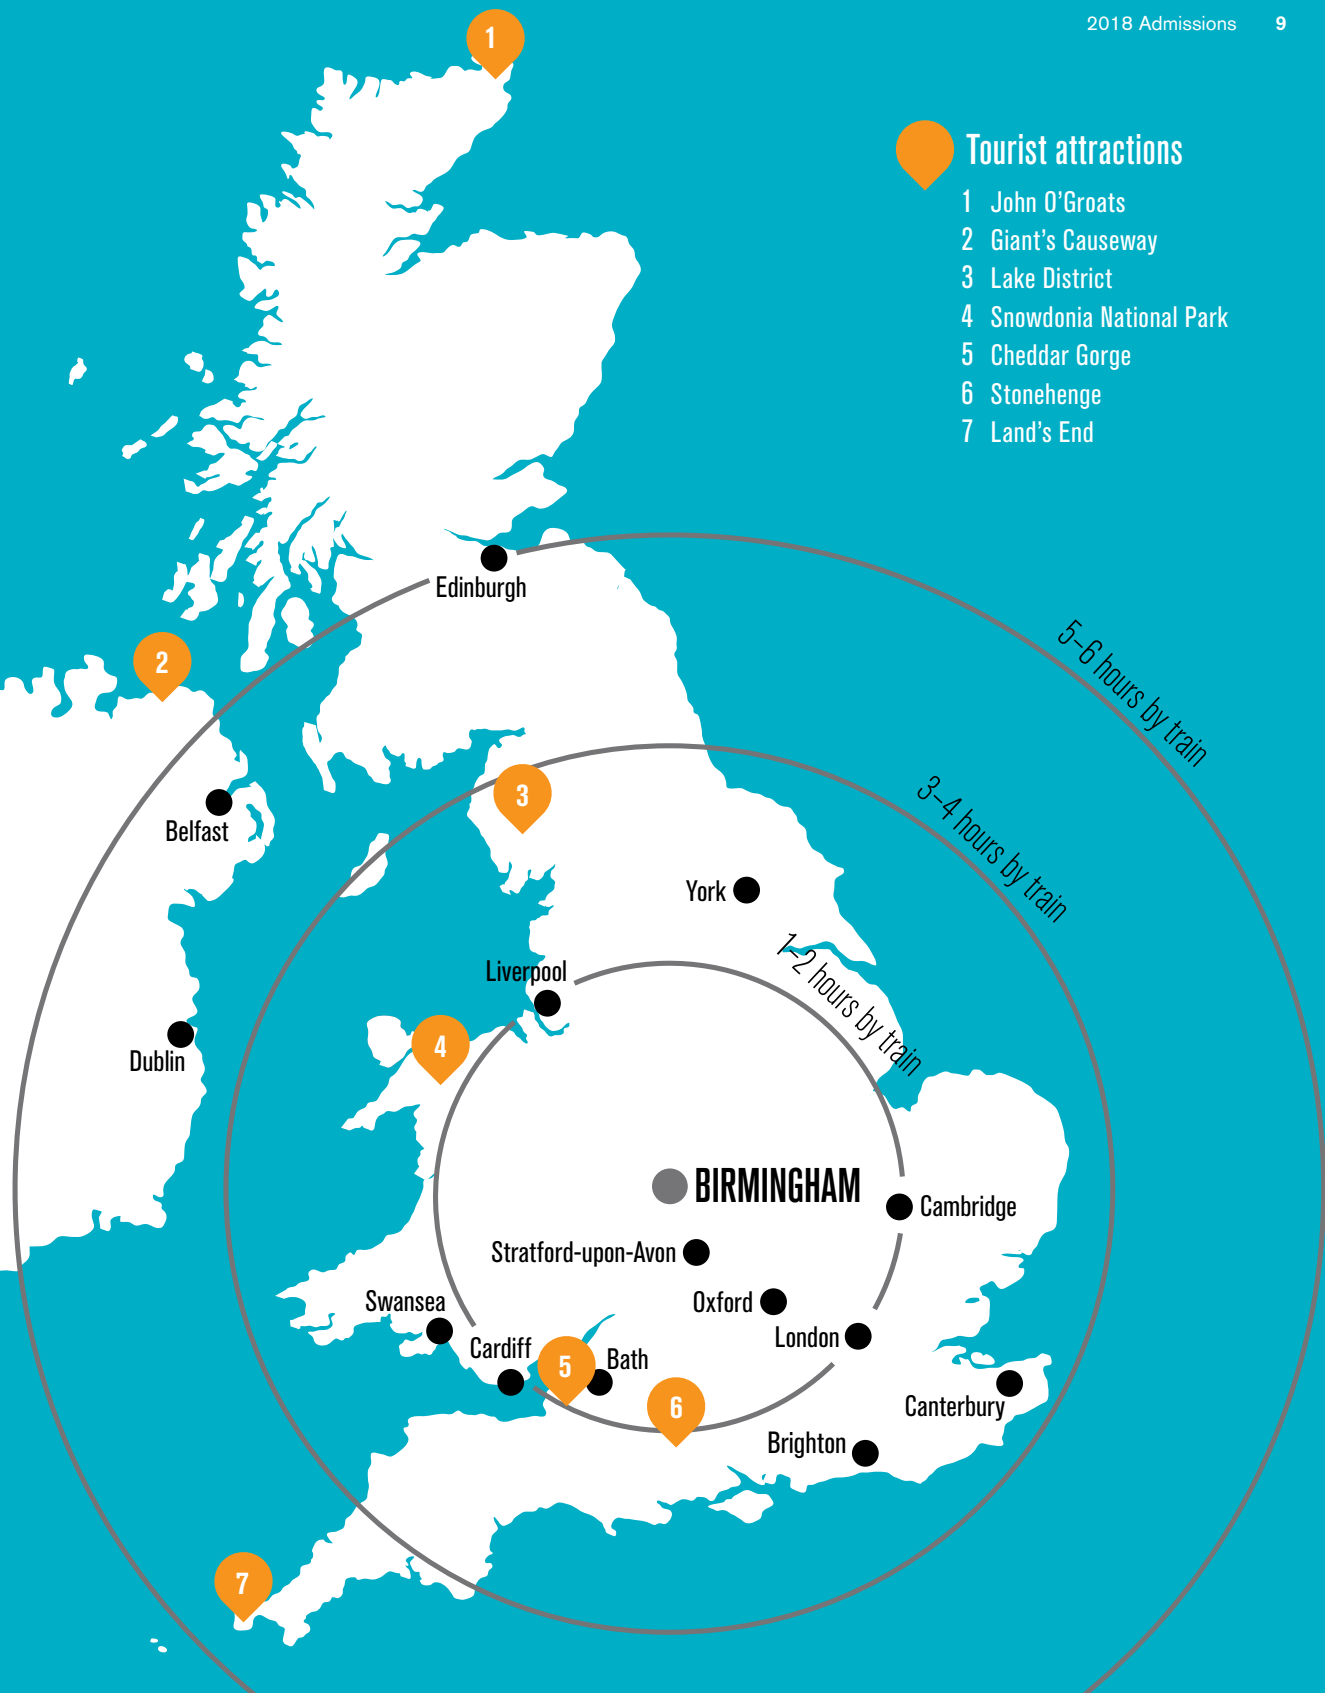 2018 Admissions 9
1
Tourist attractions
1 John O'Groats
2 Giant's Causeway
3 Lake District
4 Snowdonia National Park
5 Cheddar Gorge
6 Stonehenge
7 Land's End
Edinburgh
5–6 hours by train
2
3–4 hours by train
3
Belfast
York
1–2 hours by train
Liverpool
4
Dublin
BIRMINGHAM
Cambridge
Stratford-upon-Avon
Swansea
Oxford
London
Cardiff
5
Bath
6
Canterbury
Brighton
7